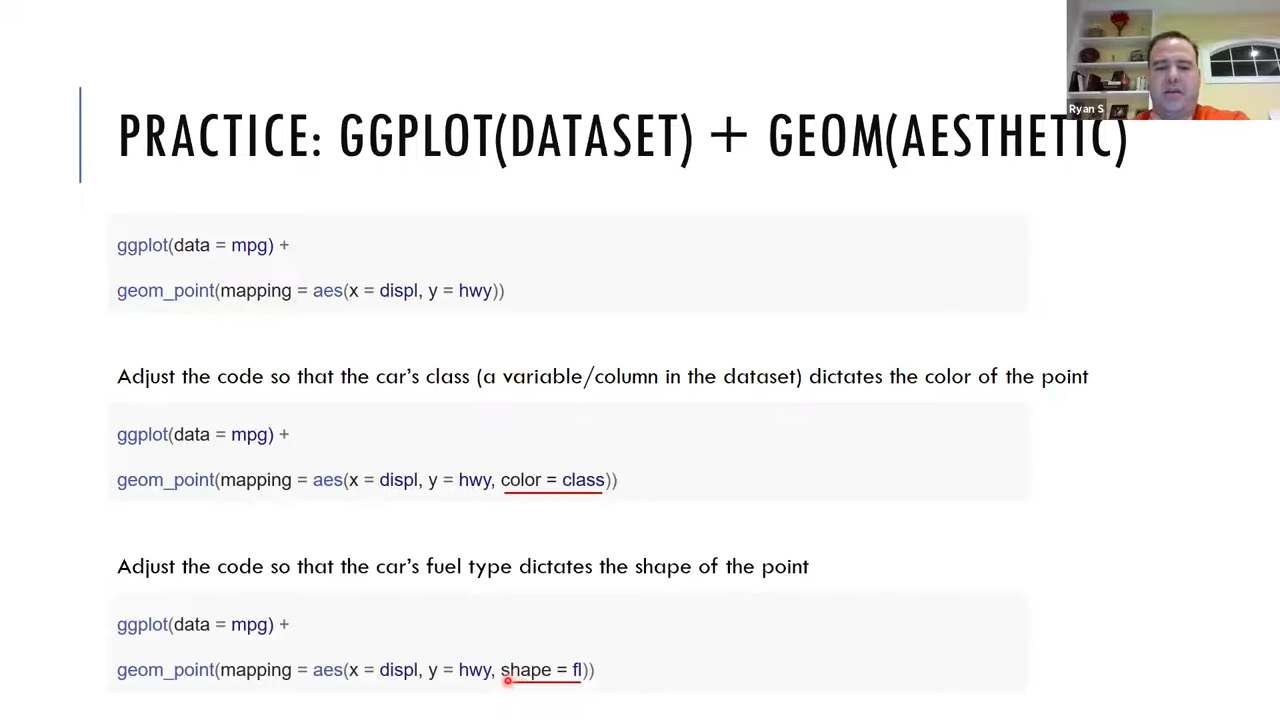 PRACTICE: GGPLOT(DATASET) + GEOM(AESTHETIC)
Ryan S
ggplot(data = mpg) +
geom_point(mapping = aes(x = displ, y = hwy))
Adjust the code so that the car's class (a variable/column in the dataset) dictates the color of the point
ggplot(data = mpg) +
geom_point(mapping = aes(x = displ, y = hwy, color = class))
Adjust the code so that the car's fuel type dictates the shape of the point
ggplot(data = mpg) +
geom_point(mapping = aes(x = displ, y = hwy, shape = fl))